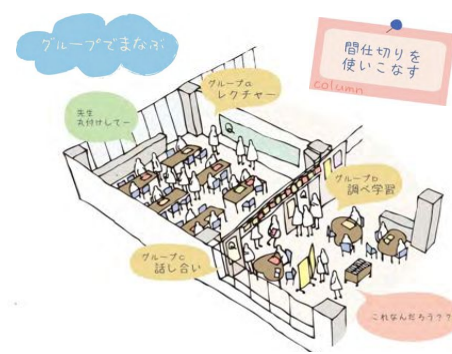 グループでまなぶ
間仕切りを
使いこなす
column
グループa
レクチャー
先生
丸付けしてー
グループb
調べ学習
グループc
話し合い
これなんだろう??